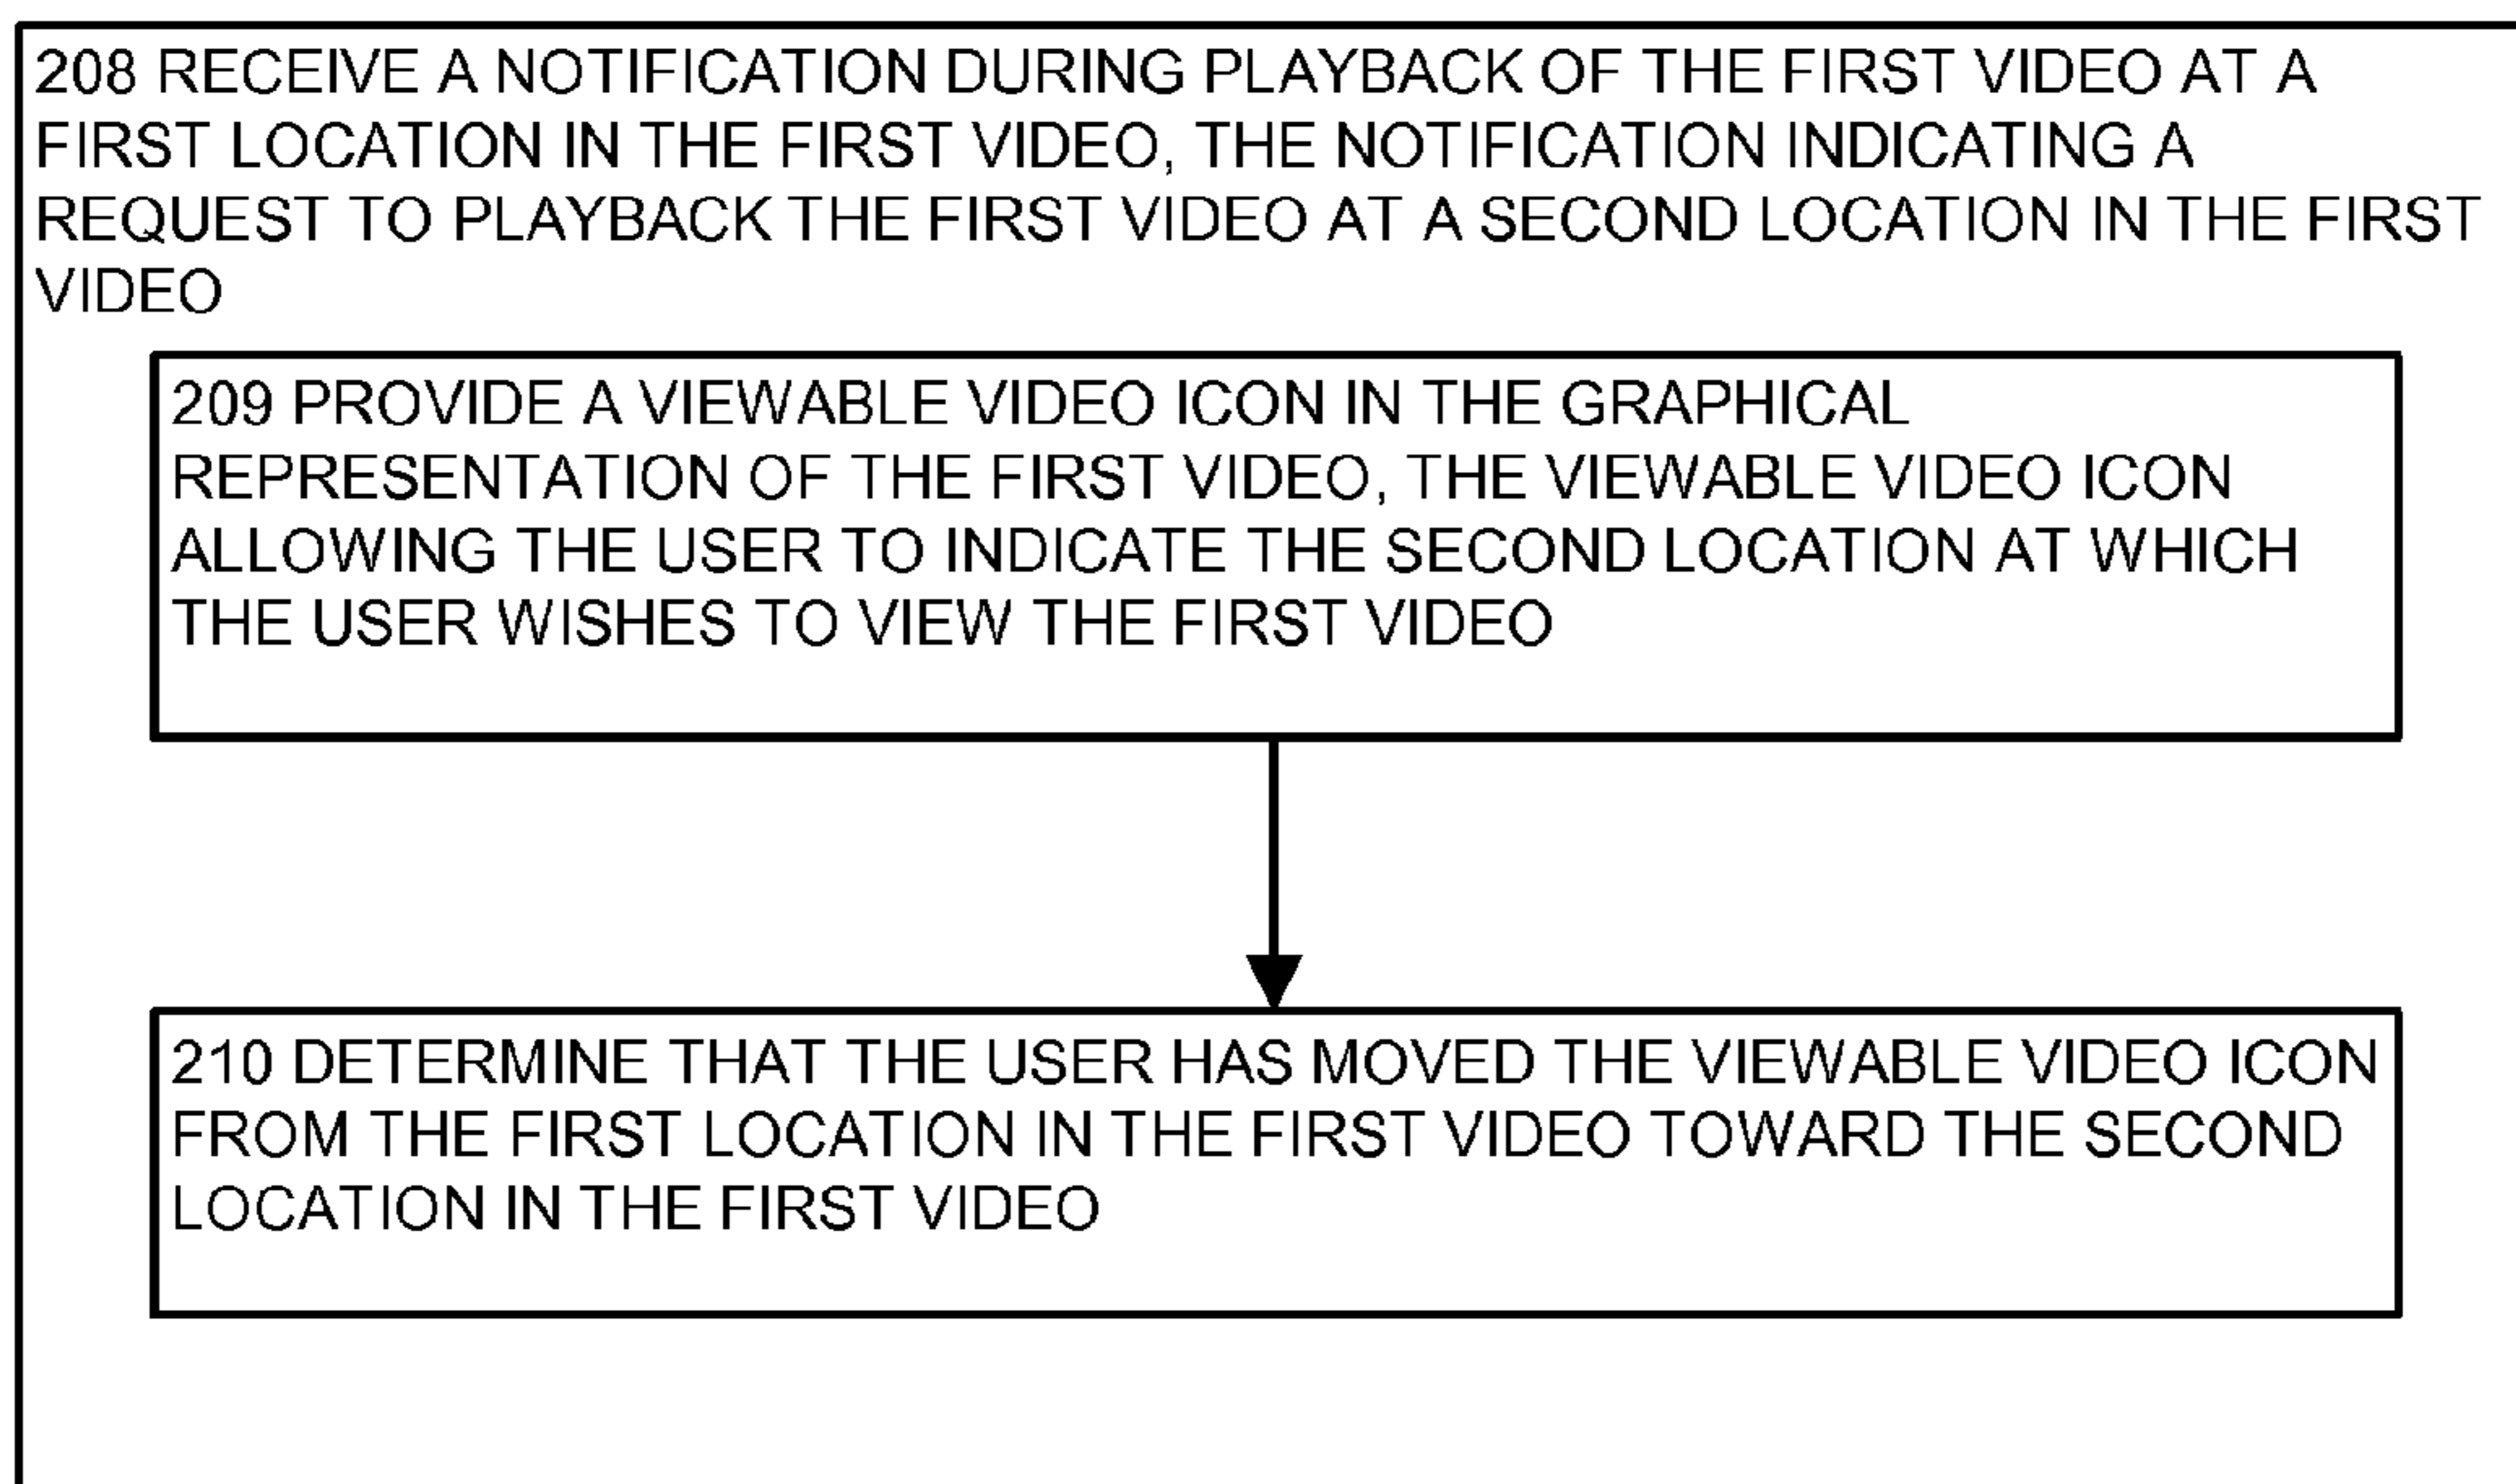 208 RECEIVE A NOTIFICATION DURING PLAYBACK OF THE FIRST VIDEO AT A
FIRST LOCATION IN THE FIRST VIDEO, THE NOTIFICATION INDICATING A
REQUEST TO PLAYBACK THE FIRST VIDEO AT A SECOND LOCATION IN THE FIRST
VIDEO
209 PROVIDE A VIEWABLE VIDEO ICON IN THE GRAPHICAL
REPRESENTATION OF THE FIRST VIDEO, THE VIEWABLE VIDEO ICON
ALLOWING THE USER TO INDICATE THE SECOND LOCATION AT WHICH
THE USER WISHES TO VIEW THE FIRST VIDEO
210 DETERMINE THAT THE USER HAS MOVED THE VIEWABLE VIDEO ICON
FROM THE FIRST LOCATION IN THE FIRST VIDEO TOWARD THE SECOND
LOCATION IN THE FIRST VIDEO